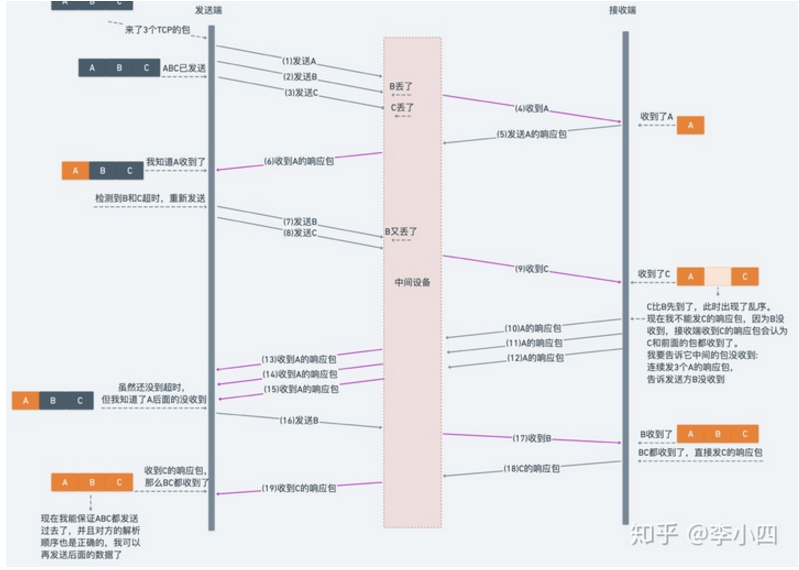 发送端
接收端
A B C
来了3个TCP的包
A B C
ABC已发送
(1)发送A
(2)发送B
(3)发送C
B丢了
C丢了
(4)收到A
收到了A
A
(5)发送A的响应包
(6)收到A的响应包
我知道A收到了
A B C
检测到B和C超时，重新发送
(7)发送B
(8)发送C
B又丢了
(9)收到C
收到了C
A C
中间设备
C比B先到了，此时出现了乱序。
现在我不能发C的响应包，因为B没
收到，接收端收到C的响应包会认为
C和前面的包都收到了。
我要告诉它中间的包没收到:
连续发3个A的响应包,
告诉发送方B没收到
(10)A的响应包
(11)A的响应包
(12)A的响应包
(13)收到A的响应包
(14)收到A的响应包
(15)收到A的响应包
虽然还没到超时，
但我知道了A后面的没收到
A B C
(16)发送B
(17)收到B
B收到了
A B C
BC都收到了，直接发C的响应包
(18)C的响应包
(19)收到C的响应包
收到C的响应包，
那么BC都收到了
A B C
现在我能保证ABC都发送
过去了，并且对方的解析
顺序也是正确的，我可以
再发送后面的数据了
知乎 @李小四